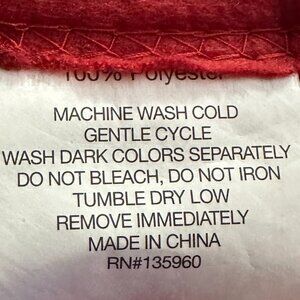 100% Polyester
MACHINE WASH COLD
GENTLE CYCLE
WASH DARK COLORS SEPARATELY
DO NOT BLEACH, DO NOT IRON
TUMBLE DRY LOW
REMOVE IMMEDIATELY
MADE IN CHINA
RN#135960